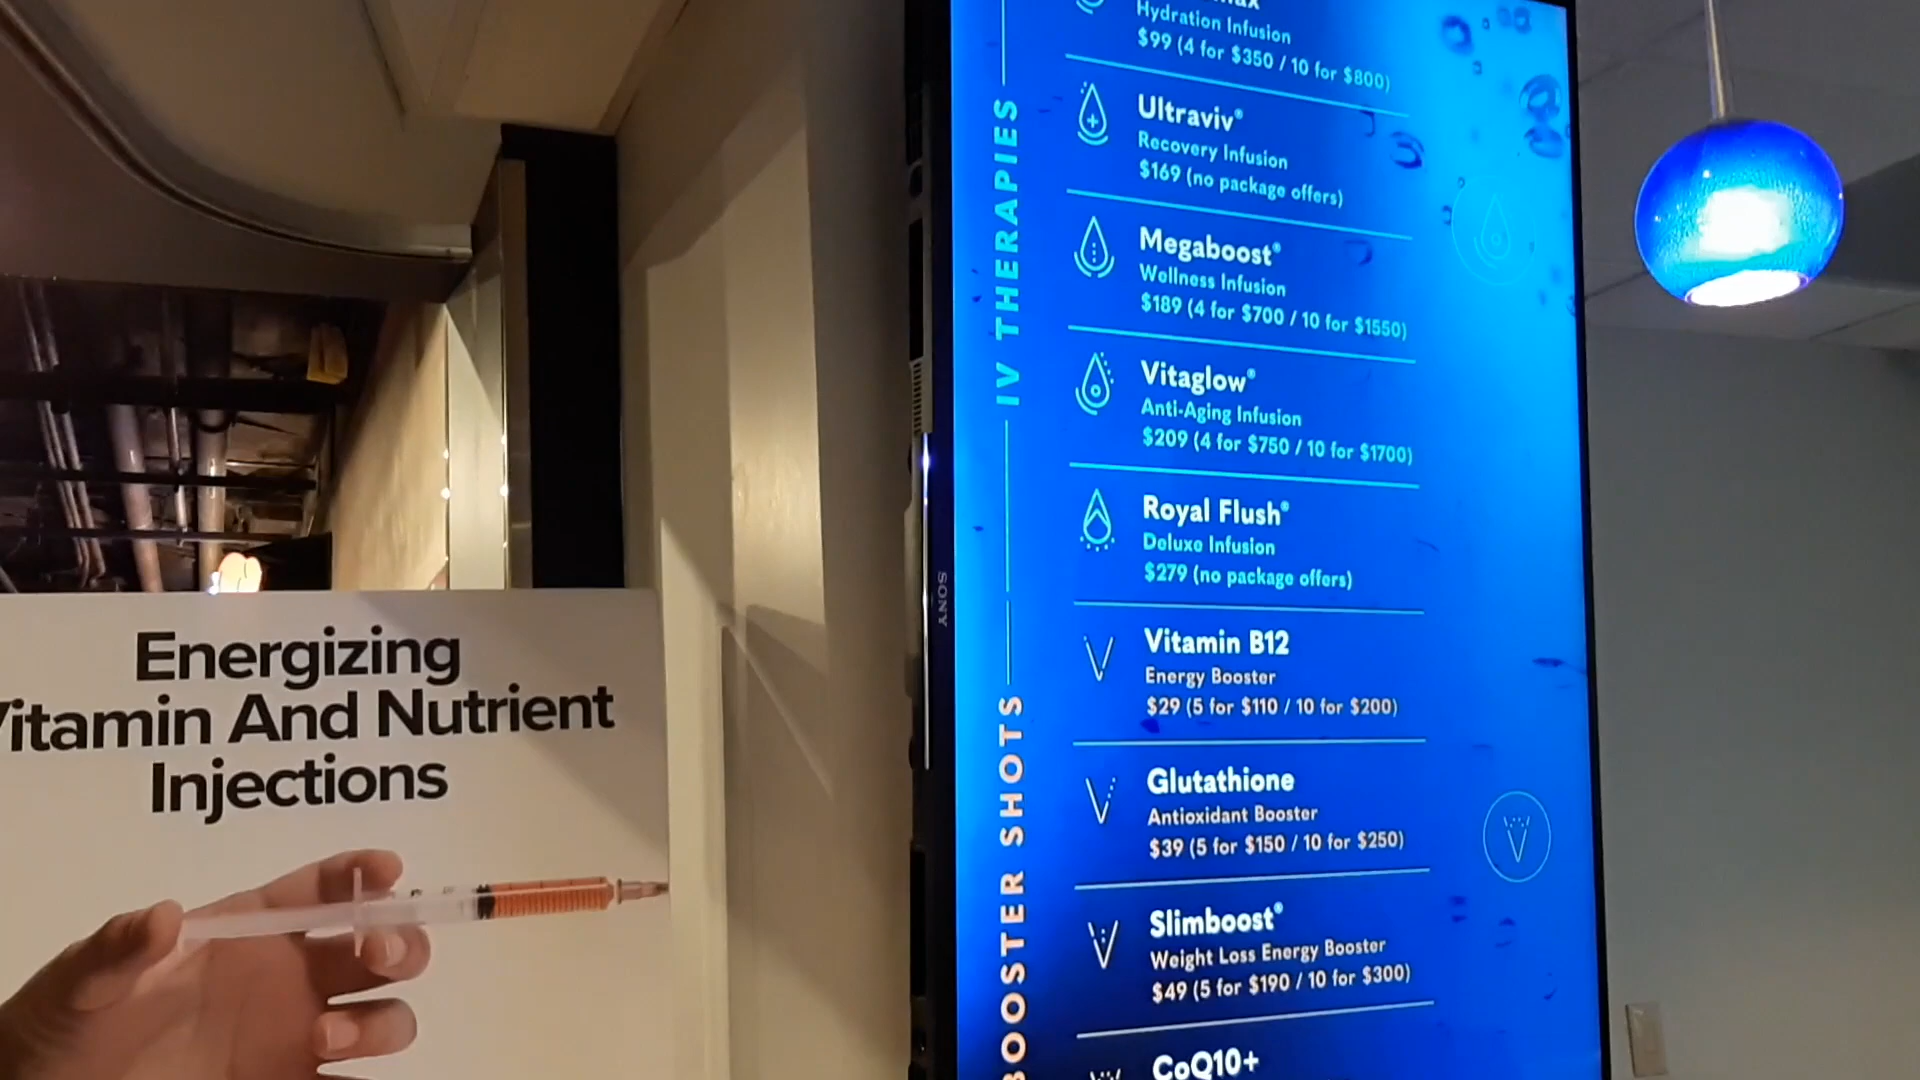 Hydration Infusion
$99 (4 for $350 / 10 for $800)
IV THERAPIES
Ultraviv®
Recovery Infusion
$169 (no package offers)
Megaboost®
Wellness Infusion
$189 (4 for $700 / 10 for $1550)
Vitaglow®
Anti-Aging Infusion
$209 (4 for $750 / 10 for $1700)
Royal Flush®
Deluxe Infusion
$279 (no package offers)
BOOSTER SHOTS
Vitamin B12
Energy Booster
$29 (5 for $110 / 10 for $200)
Glutathione
Antioxidant Booster
$39 (5 for $150 / 10 for $250)
Slimboost®
Weight Loss Energy Booster
$49 (5 for $190 / 10 for $300)
CoQ10+
SONY
Energizing
Vitamin And Nutrient
Injections